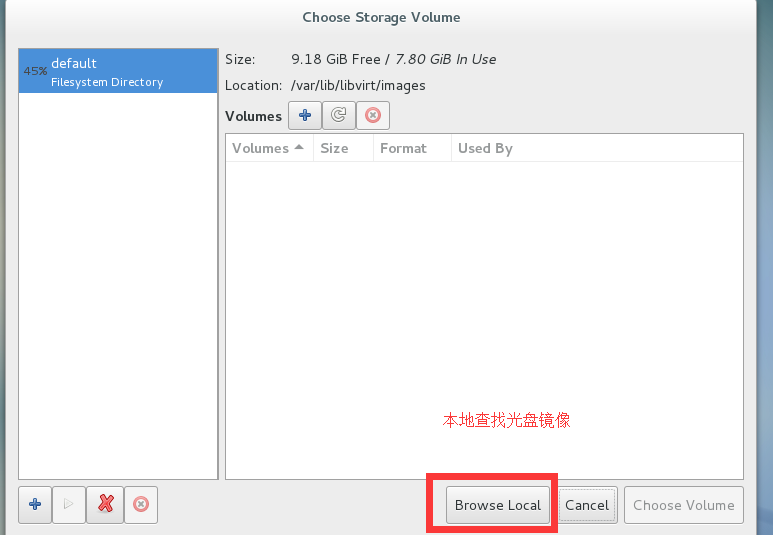 Choose Storage Volume
45%
default
Filesystem Directory
Size: 9.18 GiB Free / 7.80 GiB In Use
Location: /var/lib/libvirt/images
Volumes
Volumes Size Format Used By
本地查找光盘镜像
Browse Local Cancel Choose Volume